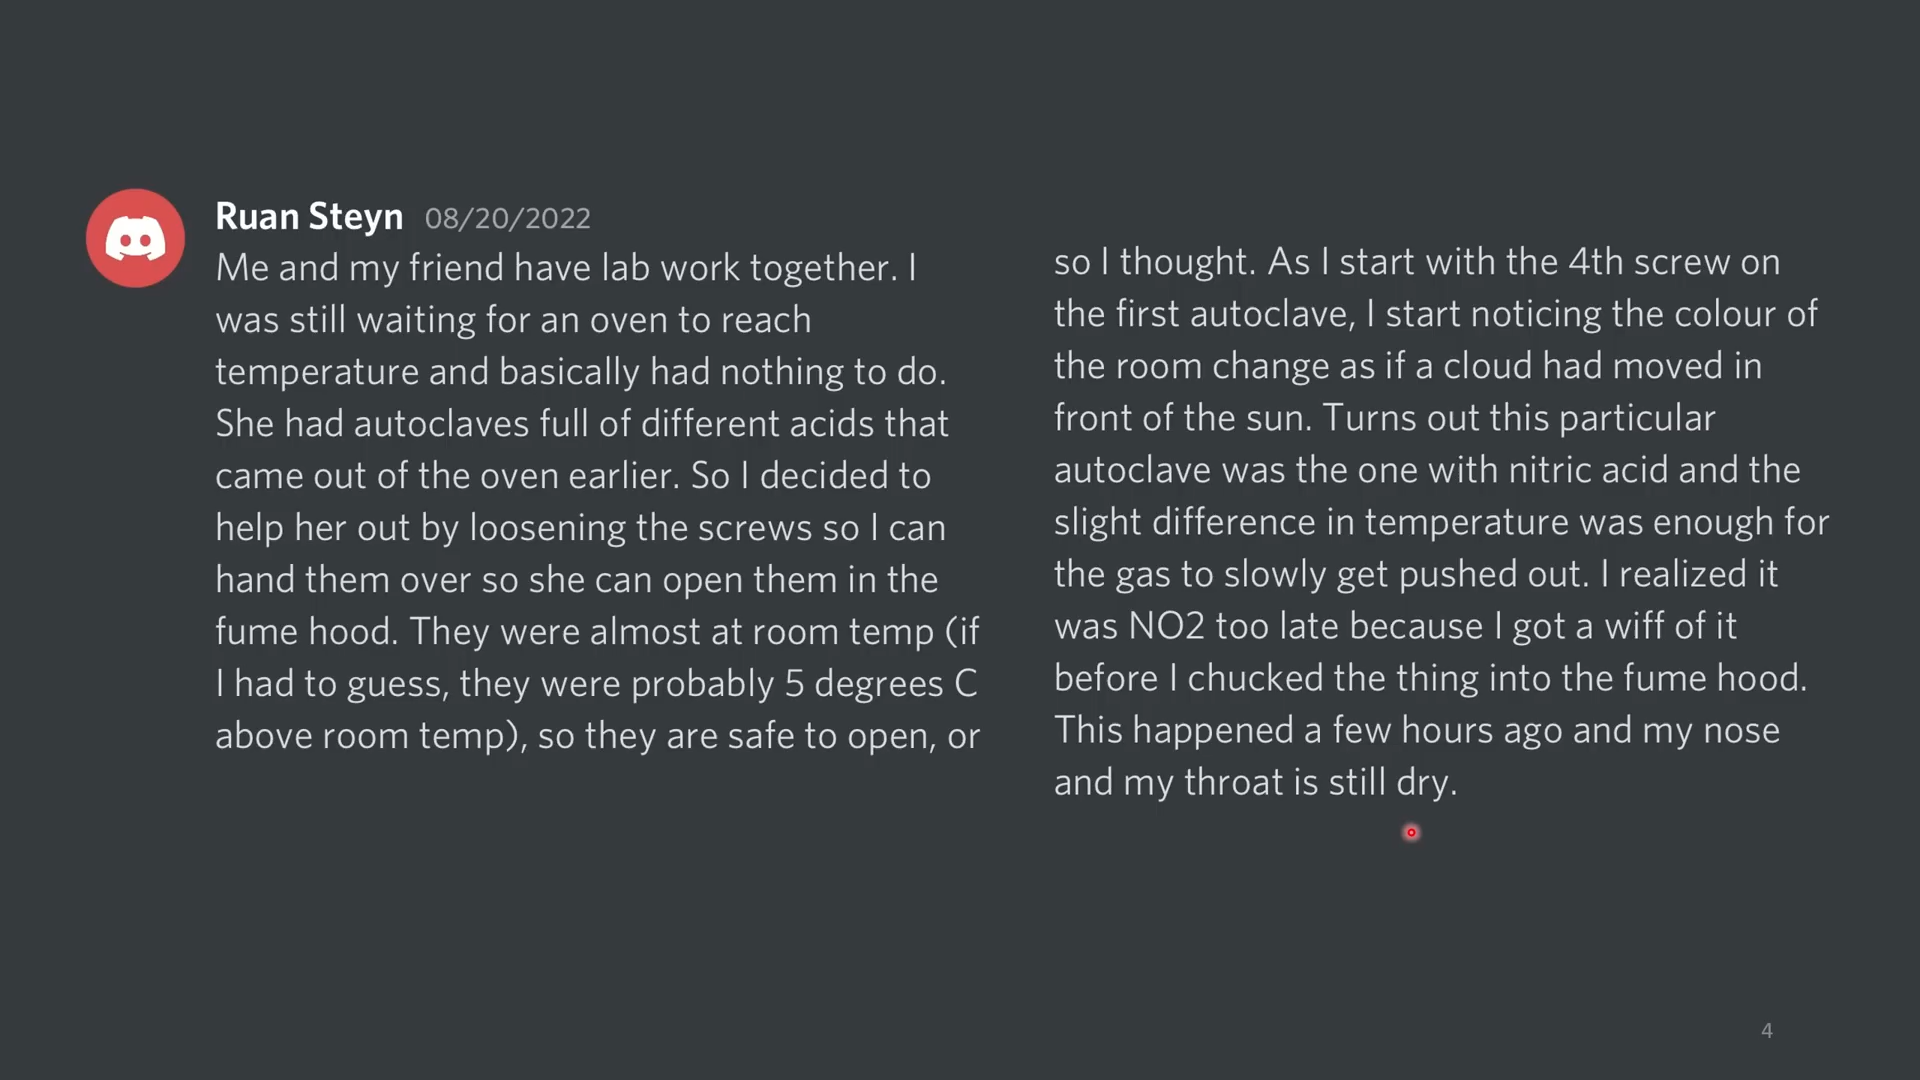 Ruan Steyn 08/20/2022
Me and my friend have lab work together. I
was still waiting for an oven to reach
temperature and basically had nothing to do.
She had autoclaves full of different acids that
came out of the oven earlier. So I decided to
help her out by loosening the screws so I can
hand them over so she can open them in the
fume hood. They were almost at room temp (if
I had to guess, they were probably 5 degrees C
above room temp), so they are safe to open, or
so I thought. As I start with the 4th screw on
the first autoclave, I start noticing the colour of
the room change as if a cloud had moved in
front of the sun. Turns out this particular
autoclave was the one with nitric acid and the
slight difference in temperature was enough for
the gas to slowly get pushed out. I realized it
was NO2 too late because I got a wiff of it
before I chucked the thing into the fume hood.
This happened a few hours ago and my nose
and my throat is still dry.
4